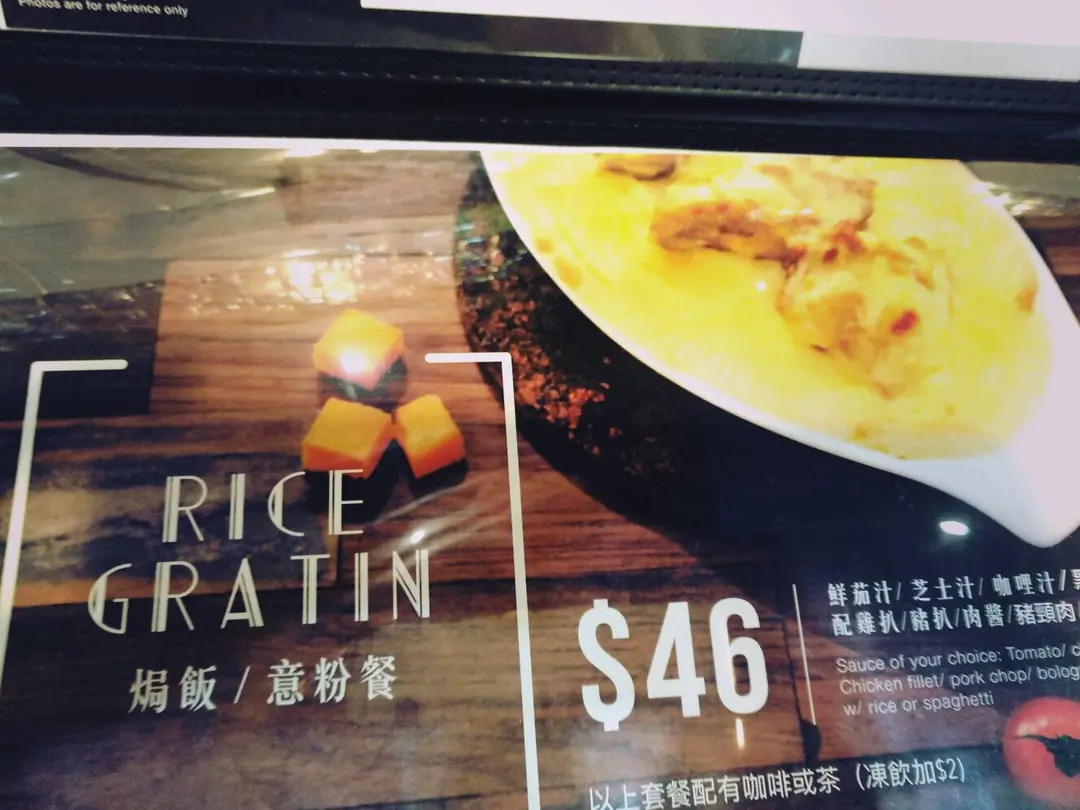 Photos are for reference only
RICE
GRATIN
焗飯 / 意粉餐
$46
鮮茄汁/ 芝士汁/ 咖哩汁/
配雞扒/豬扒/肉醬/豬頸肉
Sauce of your choice: Tomato/
Chicken fillet/ pork chop/
w/ rice or spaghetti
以上套餐配有咖啡或茶 (凍飲加$2)